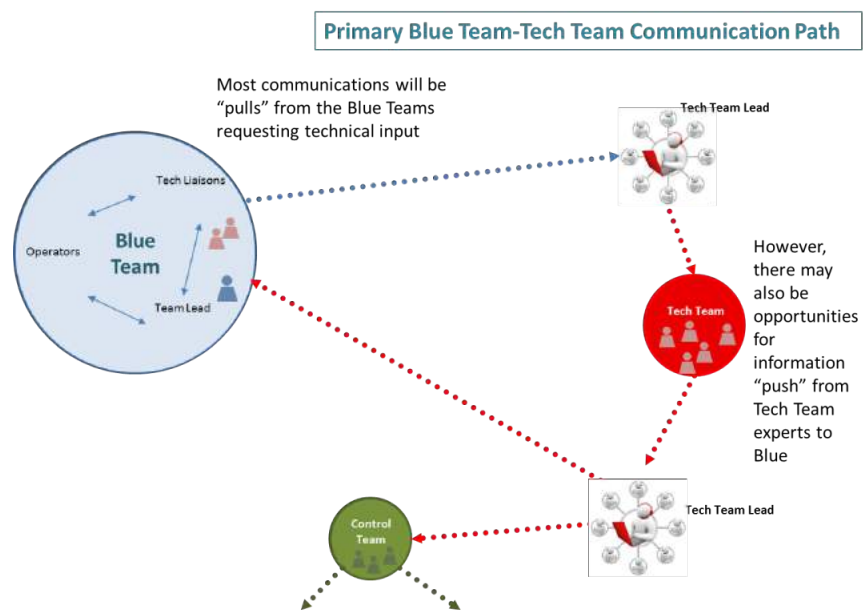 Primary Blue Team-Tech Team Communication Path
Most communications will be
“pulls” from the Blue Teams
requesting technical input
Tech Team Lead
Tech Liaisons
Operators
Blue
Team
Team Lead
However,
there may
also be
opportunities
for
information
“push” from
Tech Team
experts to
Blue
Tech Team
Tech Team Lead
Control
Team